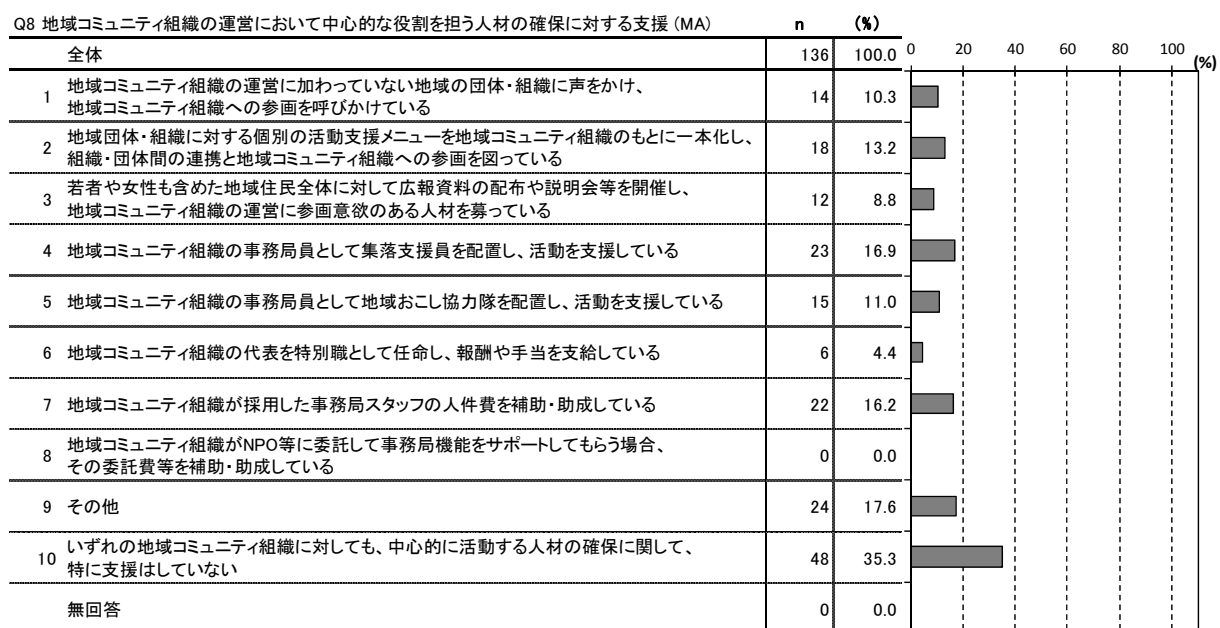 Q8 地域コミュニティ組織の運営において中心的な役割を担う人材の確保に対する支援 (MA) n (%)
全体 136 100.0
0 20 40 60 80 100 (%)
1 地域コミュニティ組織の運営に加わっていない地域の団体・組織に声をかけ、
地域コミュニティ組織への参画を呼びかけている 14 10.3
2 地域団体・組織に対する個別の活動支援メニューを地域コミュニティ組織のもとに一本化し、
組織・団体間の連携と地域コミュニティ組織への参画を図っている 18 13.2
3 若者や女性も含めた地域住民全体に対して広報資料の配布や説明会等を開催し、
地域コミュニティ組織の運営に参画意欲のある人材を募っている 12 8.8
4 地域コミュニティ組織の事務局員として集落支援員を配置し、活動を支援している 23 16.9
5 地域コミュニティ組織の事務局員として地域おこし協力隊を配置し、活動を支援している 15 11.0
6 地域コミュニティ組織の代表を特別職として任命し、報酬や手当を支給している 6 4.4
7 地域コミュニティ組織が採用した事務局スタッフの人件費を補助・助成している 22 16.2
8 地域コミュニティ組織がNPO等に委託して事務局機能をサポートしてもらう場合、
その委託費等を補助・助成している 0 0.0
9 その他 24 17.6
10 いずれの地域コミュニティ組織に対しても、中心的に活動する人材の確保に関して、
特に支援はしていない 48 35.3
無回答 0 0.0